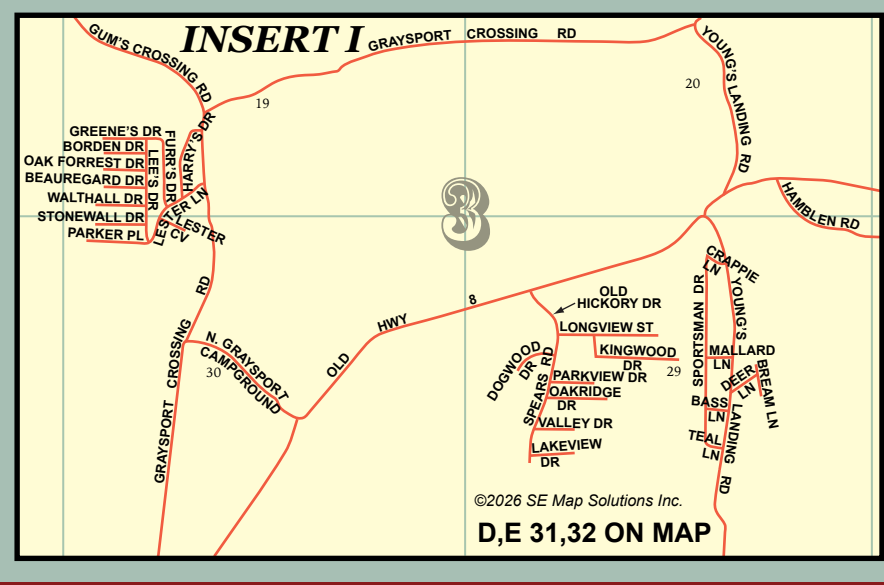 INSERT I
GUM'S CROSSING RD
GRAYSPORT CROSSING RD
YOUNG'S LANDING RD
19
20
GREENE'S DR
BORDEN DR
OAK FORREST DR
BEAUREGARD DR
WALTHALL DR
STONEWALL DR
PARKER PL
LEE'S DR
FURR'S DR
HARRY'S DR
LESTER LN
LESTER
CV
3
HAMBLEN RD
GRAYSPORT CROSSING RD
N. GRAYSPORT
CAMPGROUND
30
OLD HWY 8
OLD
HICKORY DR
LONGVIEW ST
KINGWOOD
DR
29
DOGWOOD
DR
SPEARS RD
PARKVIEW DR
OAKRIDGE
DR
VALLEY DR
LAKEVIEW
DR
CRAPPIE
LN
SPORTSMAN DR
YOUNG'S LANDING RD
MALLARD
LN
DEER
LN
BREAM LN
BASS
LN
TEAL
LN
©2026 SE Map Solutions Inc.
D,E 31,32 ON MAP